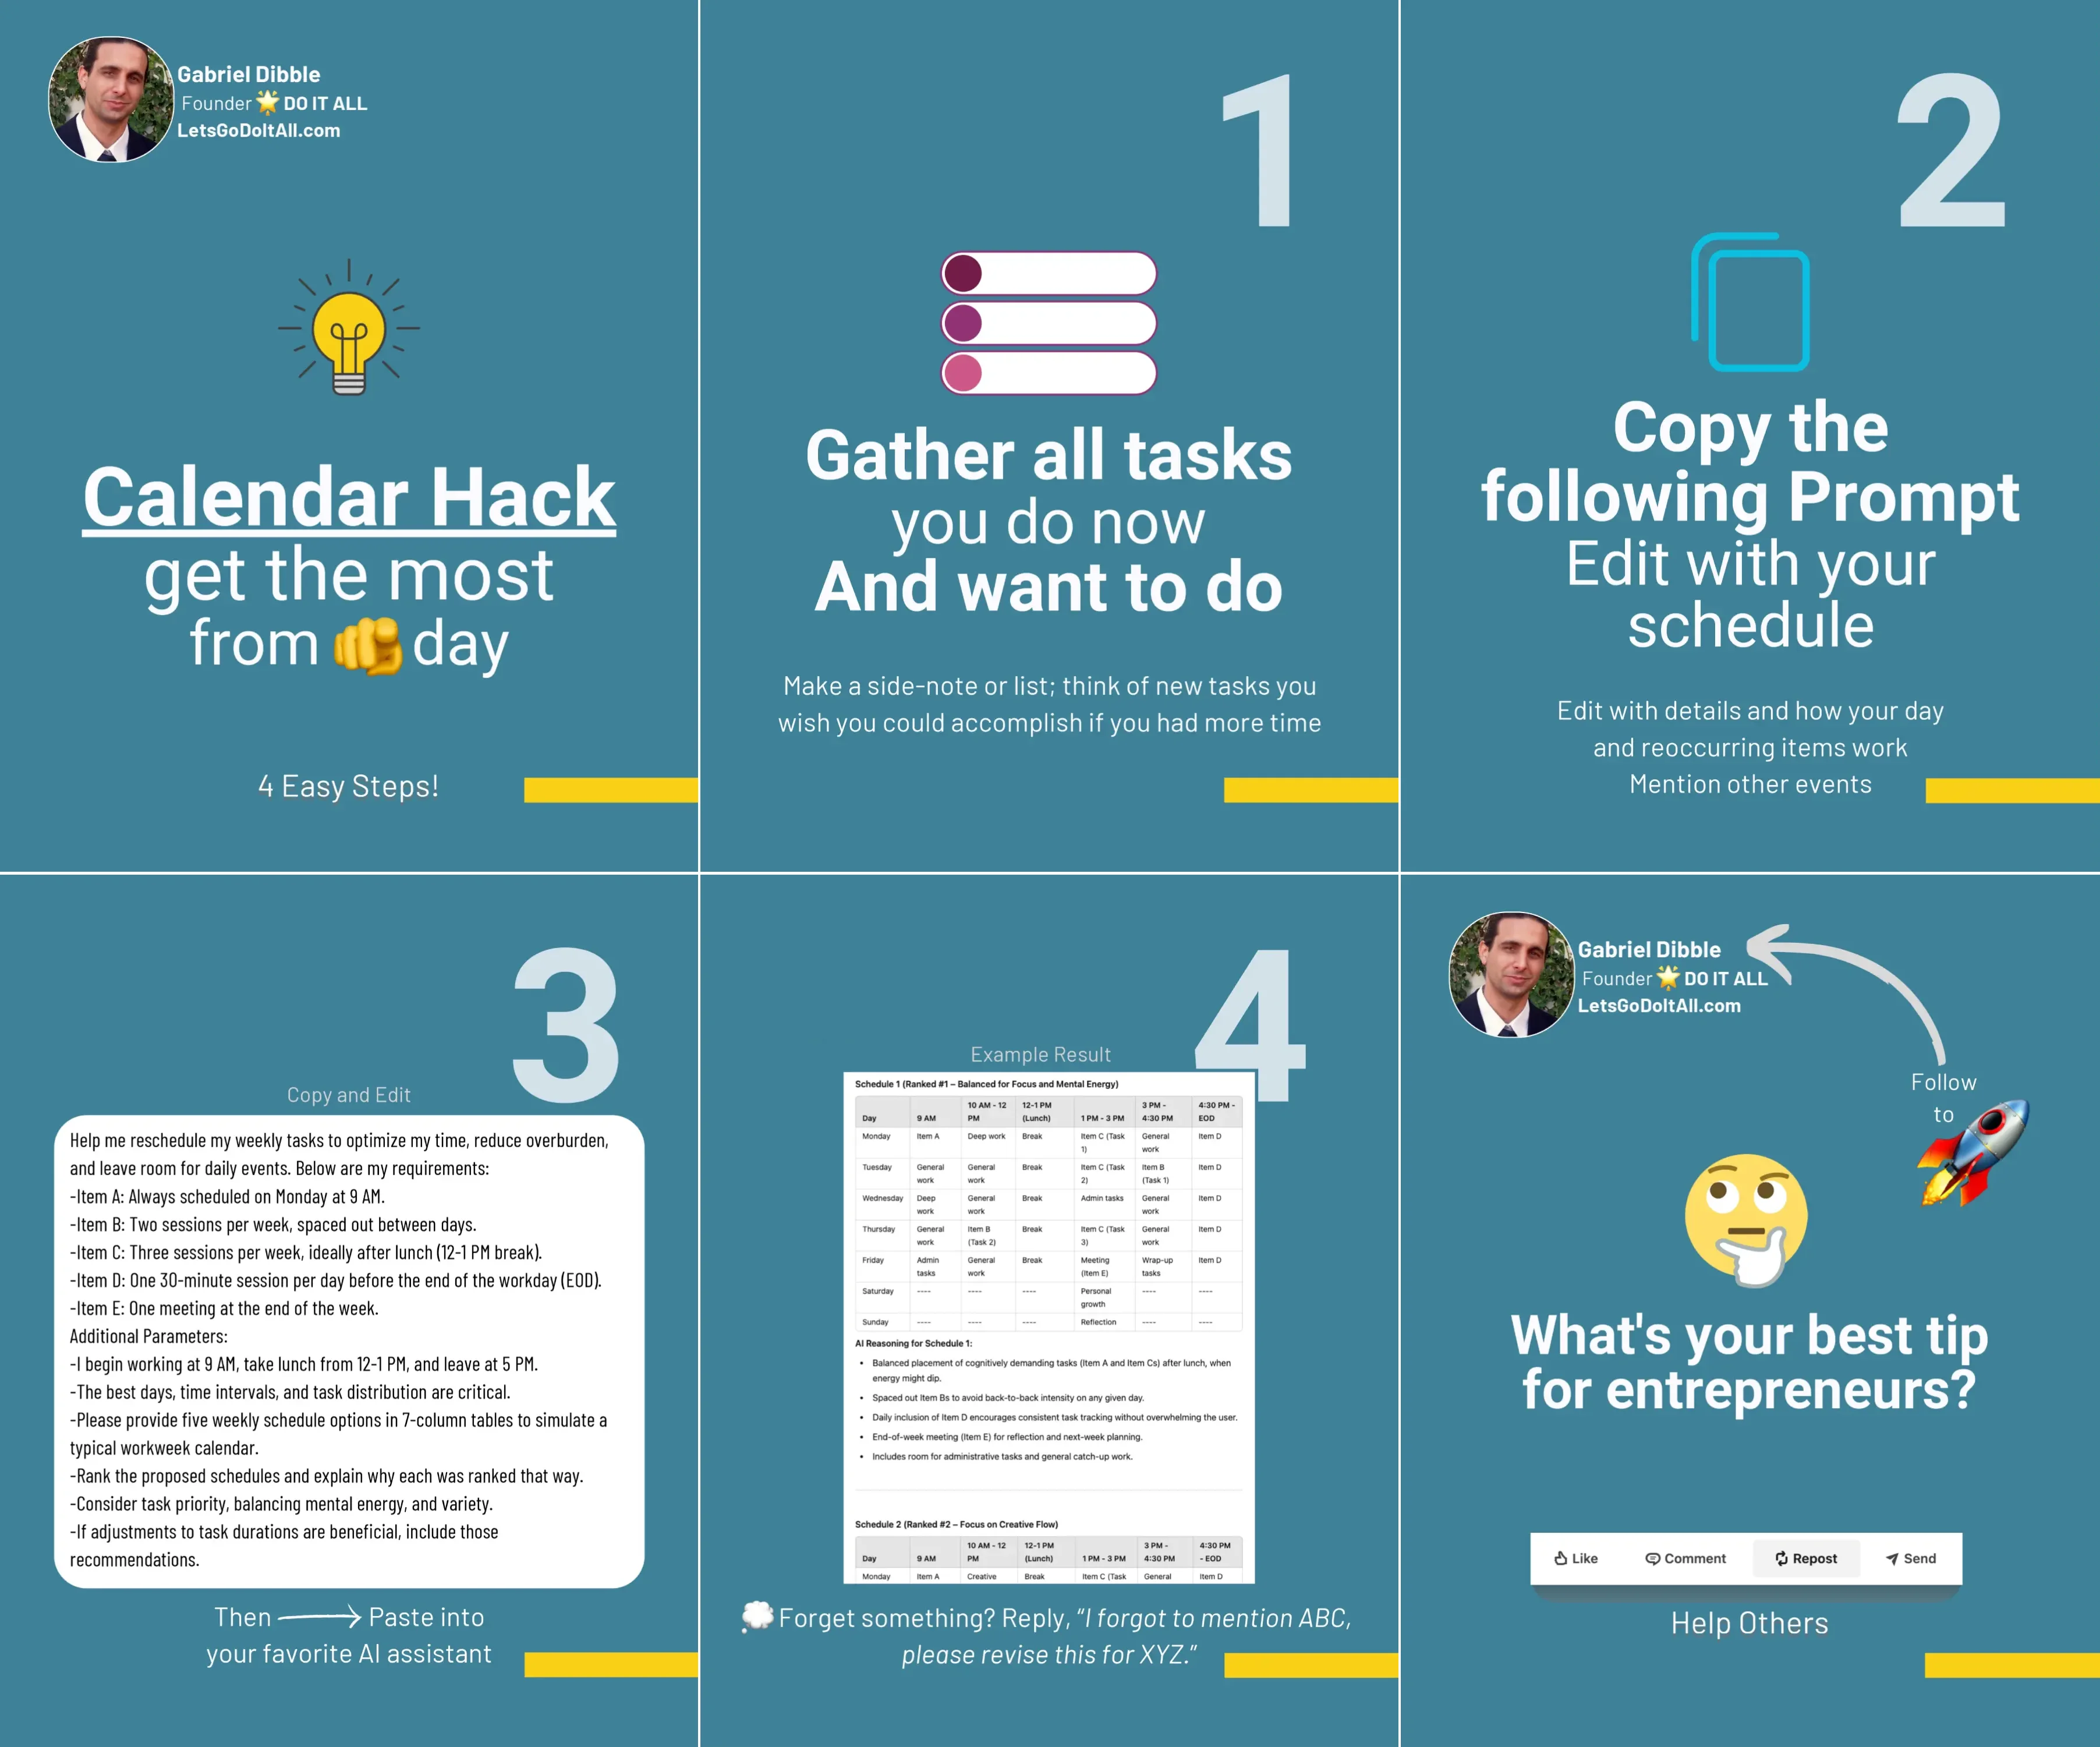 Gabriel Dibble
Founder 🌟 DO IT ALL
LetsGoDoItAll.com
Calendar Hack
get the most
from 🫵 day
4 Easy Steps!
1
Gather all tasks
you do now
And want to do
Make a side-note or list; think of new tasks you
wish you could accomplish if you had more time
2
Copy the
following Prompt
Edit with your
schedule
Edit with details and how your day
and reoccurring items work
Mention other events
3
Copy and Edit
Help me reschedule my weekly tasks to optimize my time, reduce overburden,
and leave room for daily events. Below are my requirements:
-Item A: Always scheduled on Monday at 9 AM.
-Item B: Two sessions per week, spaced out between days.
-Item C: Three sessions per week, ideally after lunch (12-1 PM break).
-Item D: One 30-minute session per day before the end of the workday (EOD).
-Item E: One meeting at the end of the week.
Additional Parameters:
-I begin working at 9 AM, take lunch from 12-1 PM, and leave at 5 PM.
-The best days, time intervals, and task distribution are critical.
-Please provide five weekly schedule options in 7-column tables to simulate a
typical workweek calendar.
-Rank the proposed schedules and explain why each was ranked that way.
-Consider task priority, balancing mental energy, and variety.
-If adjustments to task durations are beneficial, include those
recommendations.
Then → Paste into
your favorite AI assistant
4
Example Result
Schedule 1 (Ranked #1 – Balanced for Focus and Mental Energy)
10 AM - 12 12-1 PM 3 PM - 4:30 PM -
Day 9 AM PM (Lunch) 1 PM - 3 PM 4:30 PM EOD
Monday Item A Deep work Break Item C (Task General Item D
1) work
Tuesday General General Break Item C (Task Item B Item D
work work 2) (Task 1)
Wednesday Deep General Break Admin tasks General Item D
work work work
Thursday General Item B Break Item C (Task General Item D
work (Task 2) 3) work
Friday Admin General Break Meeting Wrap-up Item D
tasks work (Item E) tasks
Saturday ---- ---- ---- Personal ---- ----
growth
Sunday ---- ---- ---- Reflection ---- ----
AI Reasoning for Schedule 1:
• Balanced placement of cognitively demanding tasks (Item A and Item Cs) after lunch, when
energy might dip.
• Spaced out Item Bs to avoid back-to-back intensity on any given day.
• Daily inclusion of Item D encourages consistent task tracking without overwhelming the user.
• End-of-week meeting (Item E) for reflection and next-week planning.
• Includes room for administrative tasks and general catch-up work.
Schedule 2 (Ranked #2 – Focus on Creative Flow)
10 AM - 12 12-1 PM 3 PM - 4:30 PM
Day 9 AM PM (Lunch) 1 PM - 3 PM 4:30 PM - EOD
Monday Item A Creative Break Item C (Task General Item D
💭 Forget something? Reply, “I forgot to mention ABC,
please revise this for XYZ.”
Gabriel Dibble
Founder 🌟 DO IT ALL
LetsGoDoItAll.com
Follow
to
What's your best tip
for entrepreneurs?
Like Comment Repost Send
Help Others